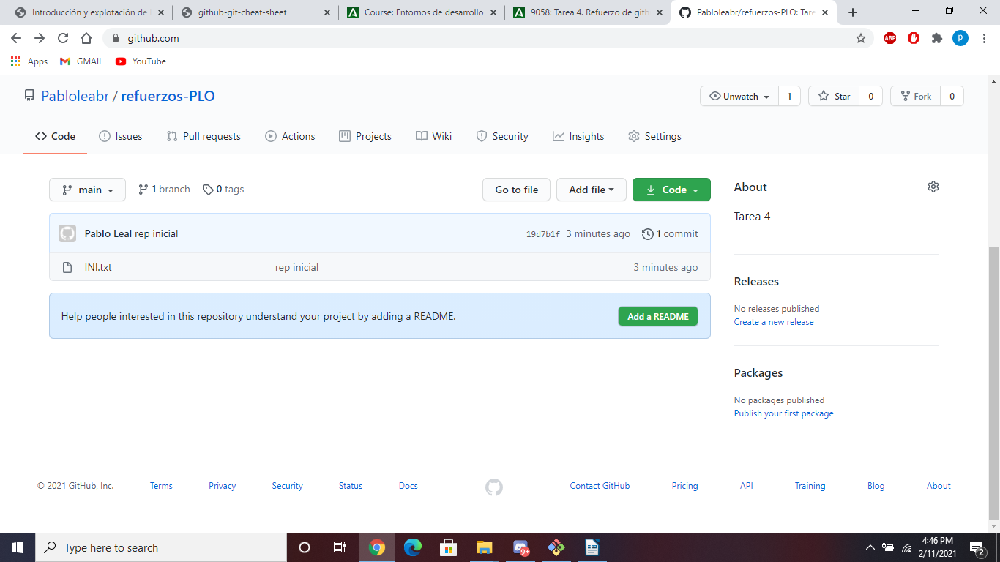 Introducción y explotación de
github-git-cheat-sheet
Course: Entornos de desarrollo
9058: Tarea 4. Refuerzo de gith
Pabloleabr/refuerzos-PLO: Tare
github.com
ABP
p
Apps
GMAIL
YouTube
Pabloleabr / refuerzos-PLO
Unwatch 1
Star 0
Fork 0
Code
Issues
Pull requests
Actions
Projects
Wiki
Security
Insights
Settings
main
1 branch
0 tags
Go to file
Add file
Code
Pablo Leal rep inicial
19d7b1f 3 minutes ago
1 commit
INI.txt
rep inicial
3 minutes ago
Help people interested in this repository understand your project by adding a README.
Add a README
About
Tarea 4
Releases
No releases published
Create a new release
Packages
No packages published
Publish your first package
© 2021 GitHub, Inc.
Terms
Privacy
Security
Status
Docs
Contact GitHub
Pricing
API
Training
Blog
About
Type here to search
9+
4:46 PM
2/11/2021
2